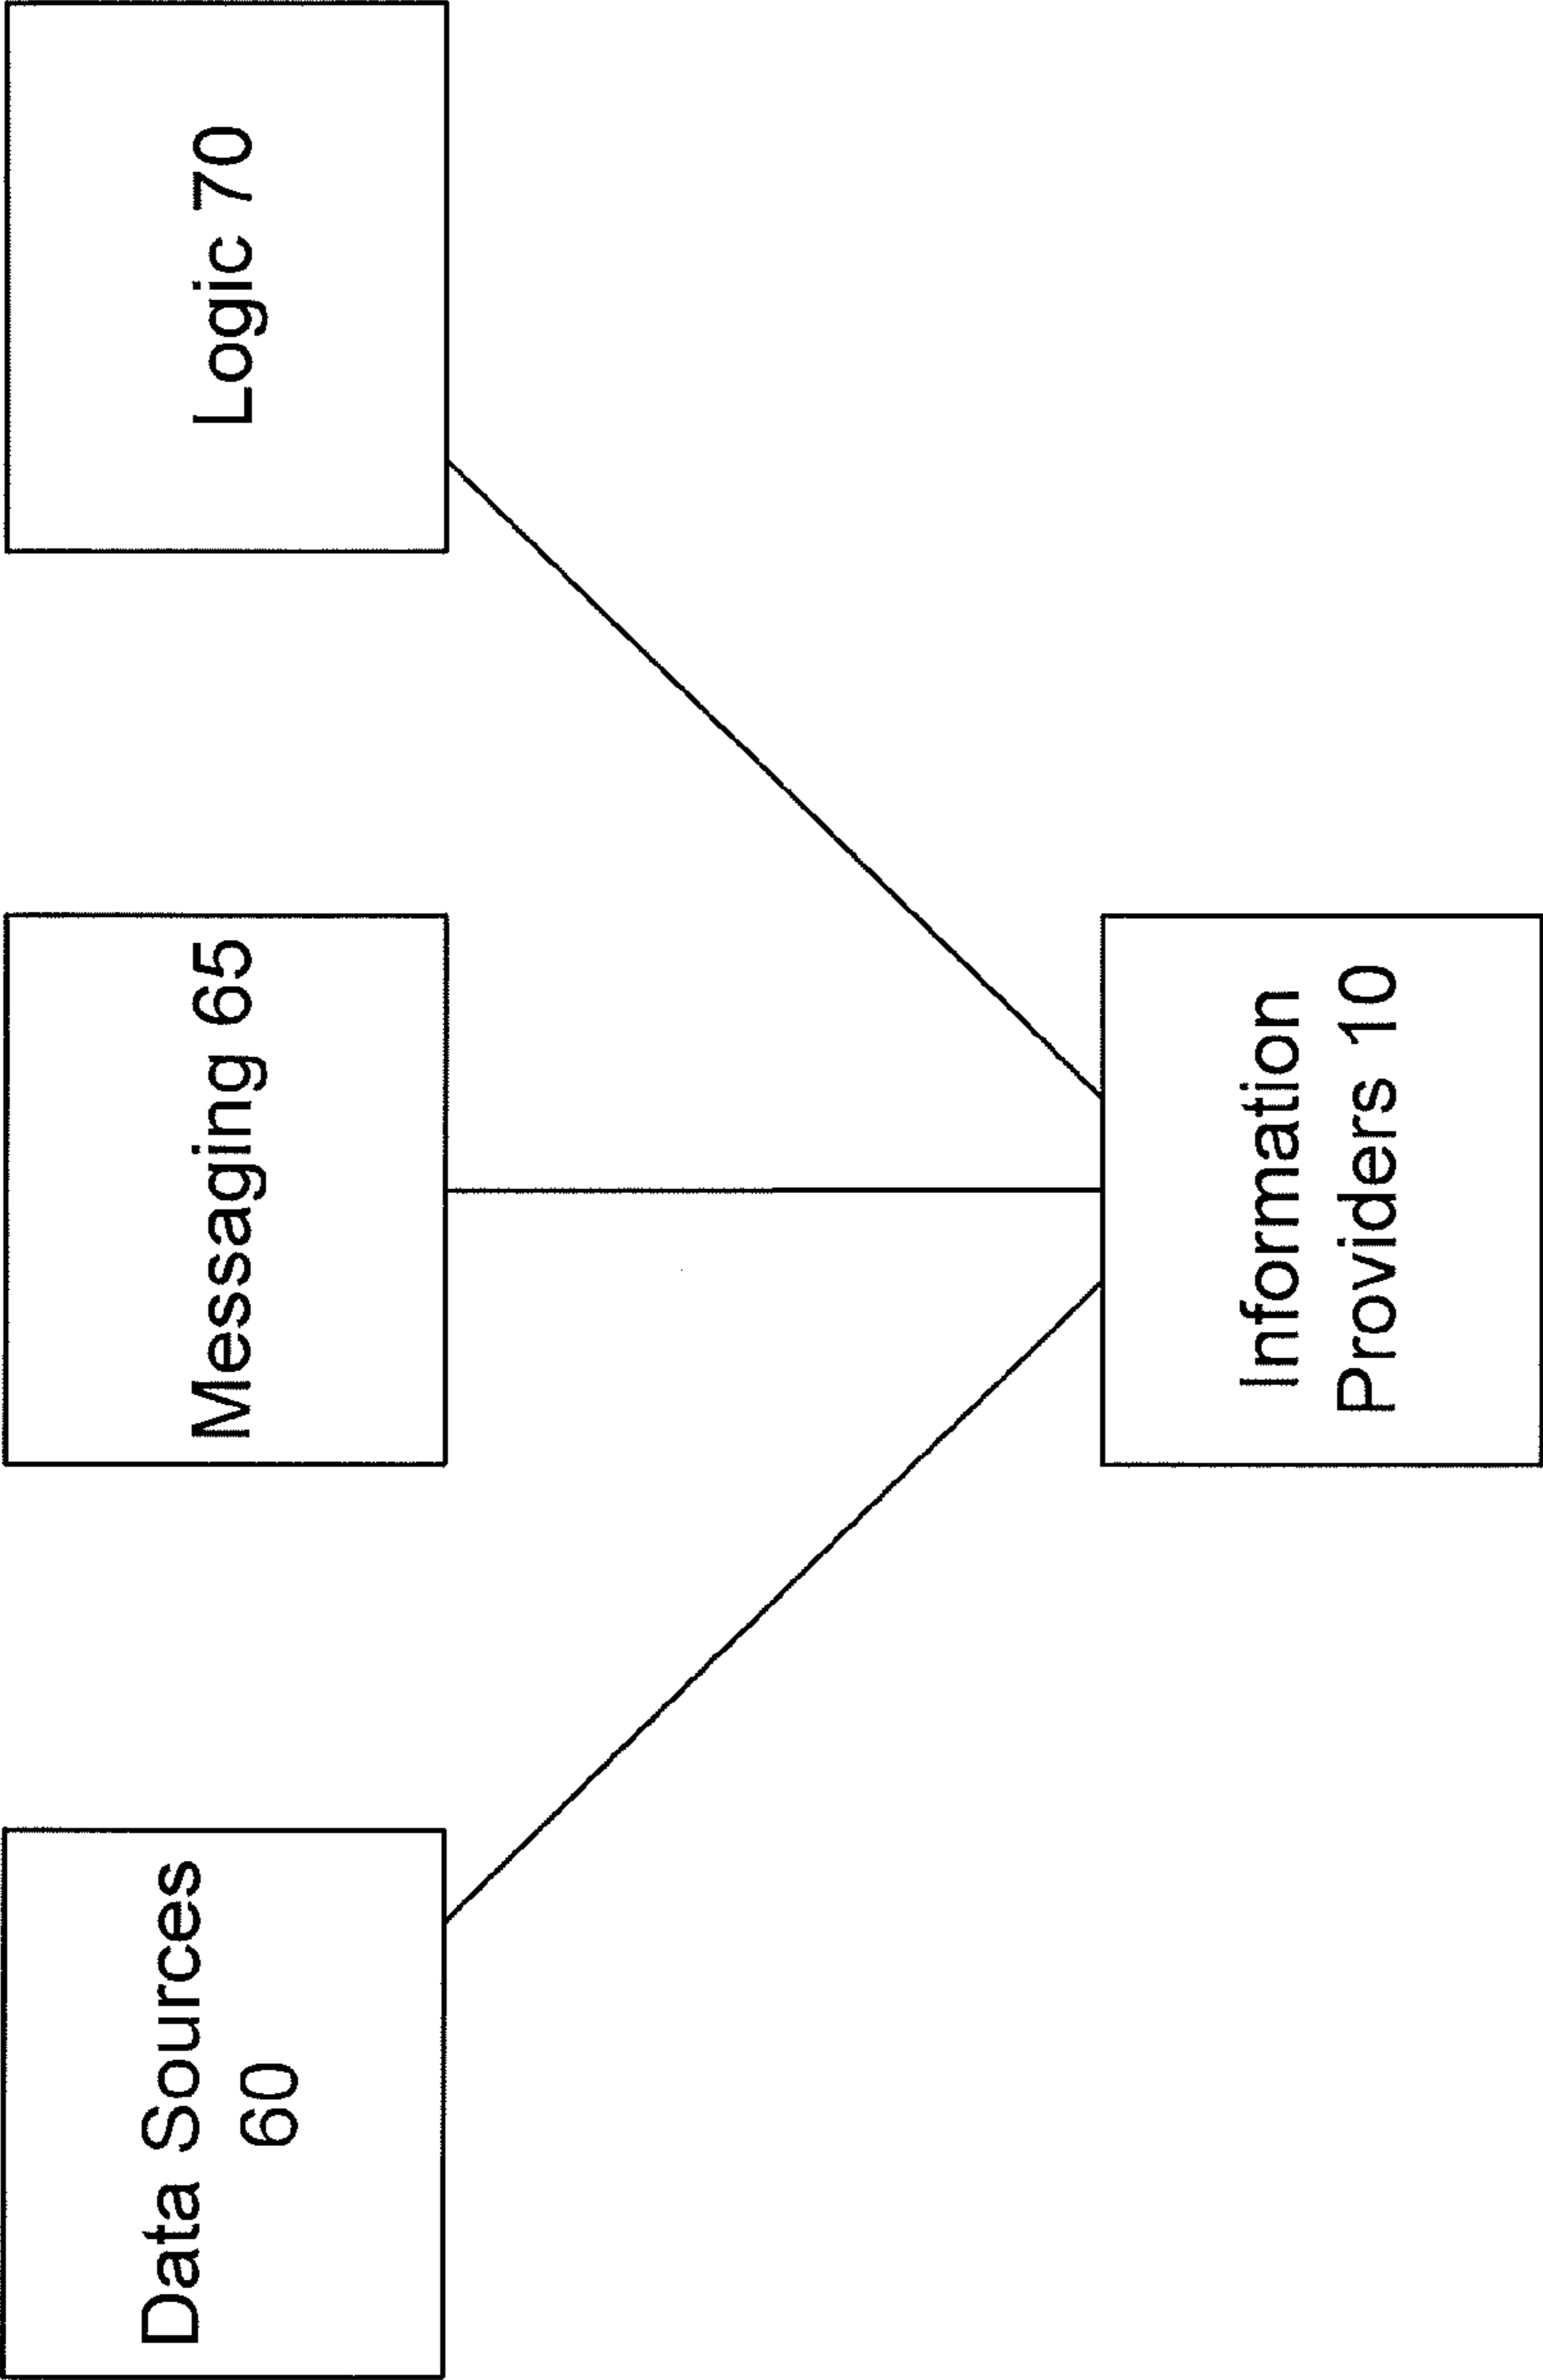 Data Sources
60
Messaging 65
Logic 70
Information
Providers 10